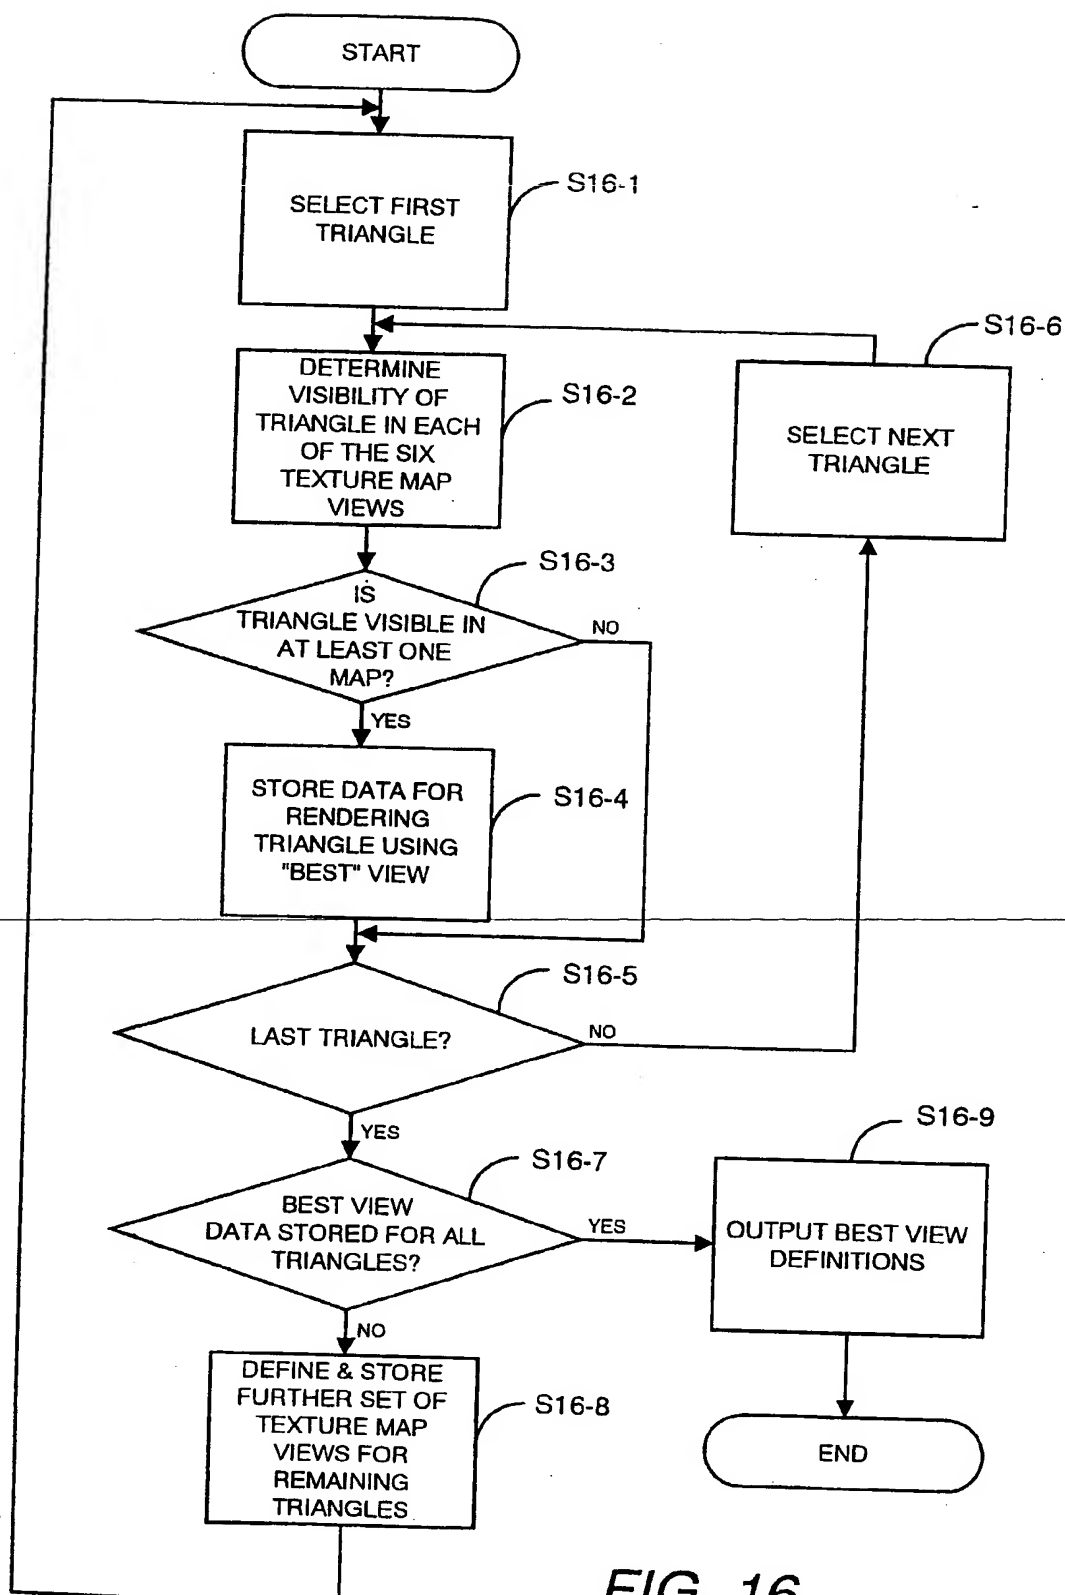 START
SELECT FIRST
TRIANGLE
S16-1
DETERMINE
VISIBILITY OF
TRIANGLE IN EACH
OF THE SIX
TEXTURE MAP
VIEWS
S16-2
S16-6
SELECT NEXT
TRIANGLE
S16-3
IS
TRIANGLE VISIBLE IN
AT LEAST ONE
MAP?
NO
YES
STORE DATA FOR
RENDERING
TRIANGLE USING
"BEST" VIEW
S16-4
S16-5
LAST TRIANGLE?
NO
YES
S16-7
BEST VIEW
DATA STORED FOR ALL
TRIANGLES?
YES
S16-9
OUTPUT BEST VIEW
DEFINITIONS
NO
DEFINE & STORE
FURTHER SET OF
TEXTURE MAP
VIEWS FOR
REMAINING
TRIANGLES
S16-8
END
FIG. 16